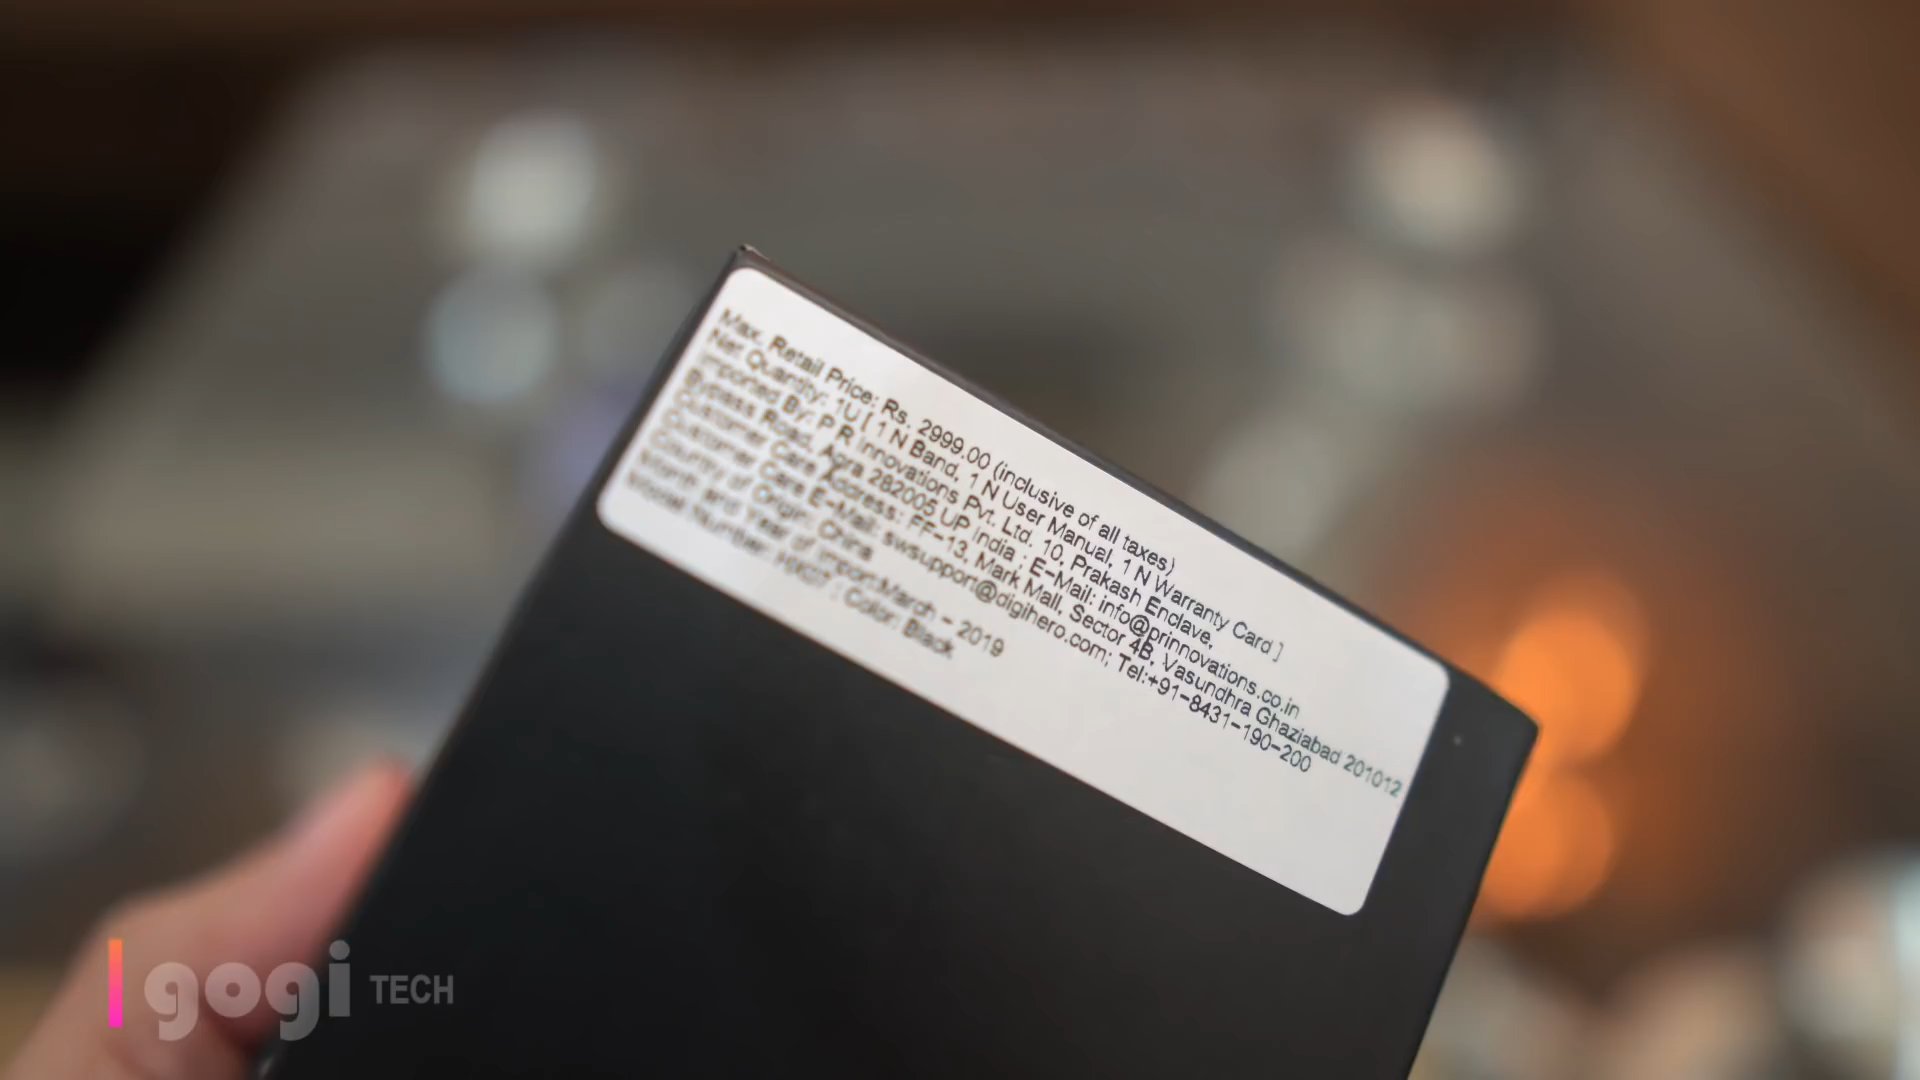 Max. Retail Price: Rs. 2999.00 (inclusive of all taxes)
Net Quantity: 1U [ 1 N Band, 1 N User Manual, 1 N Warranty Card ]
Imported By: P R Innovations Pvt. Ltd. 10, Prakash Enclave,
Bypass Road, Agra 282005 UP India ; E-Mail: info@prinnovations.co.in
Customer Care Address: FF-13, Mark Mall, Sector 4B, Vasundhra Ghaziabad 201012
Customer Care E-Mail: swsupport@digihero.com; Tel:+91-8431-190-200
Country of Origin: China
Month and Year of Import:March - 2019
Model Number: : Color: Black
gogi TECH